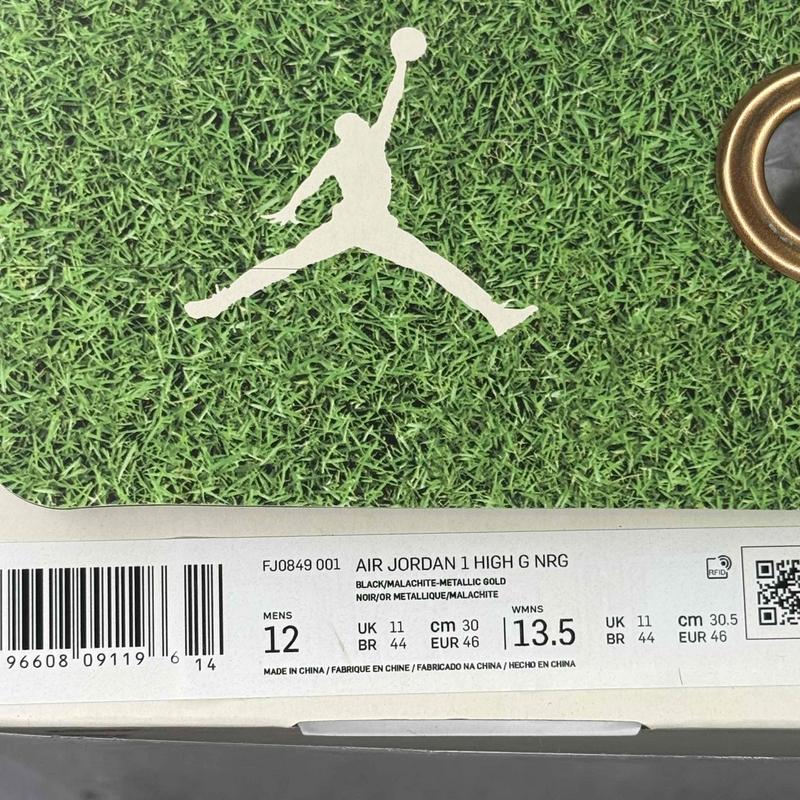 FJ0849 001 AIR JORDAN 1 HIGH G NRG
BLACK/MALACHITE-METALLIC GOLD
NOIR/OR METALLIQUE/MALACHITE
MENS
12
UK 11
BR 44
cm 30
EUR 46
WMNS
13.5
UK 11
BR 44
cm 30.5
EUR 46
MADE IN CHINA / FABRIQUE EN CHINE / FABRICADO NA CHINA / HECHO EN CHINA
96608 09119 6 14
RFID